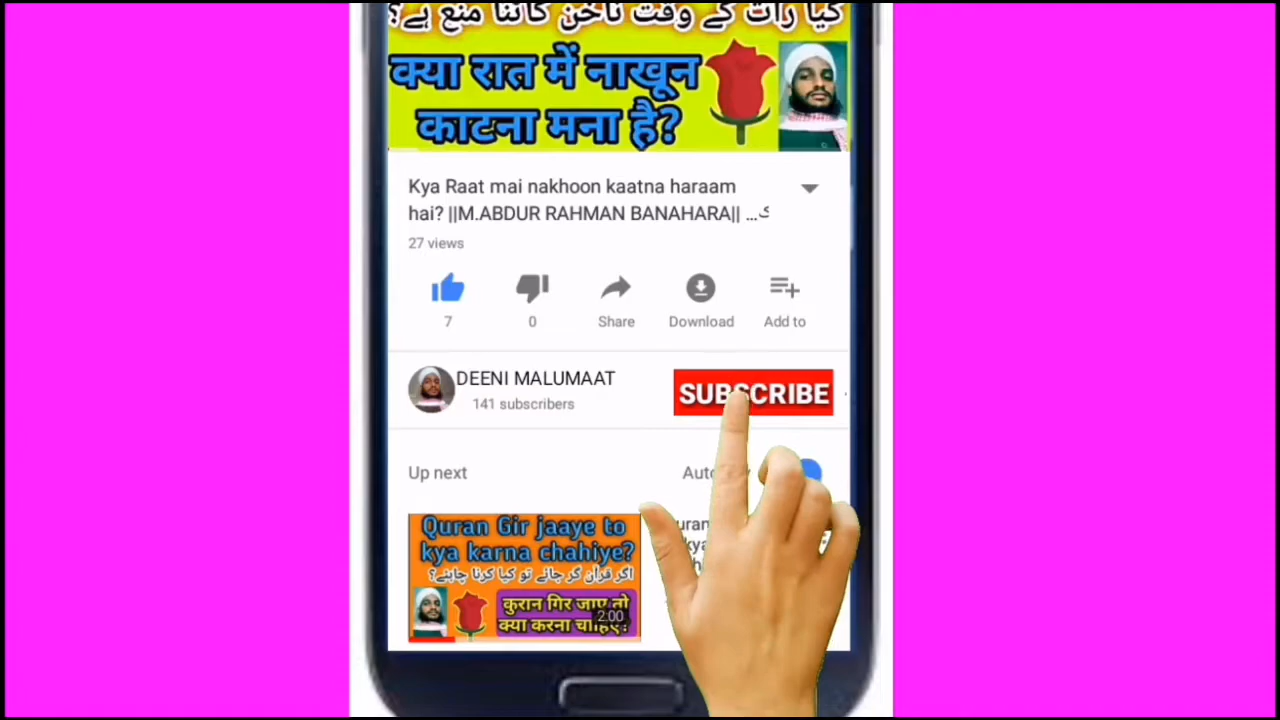 کیا رات کے وقت ناخن کاٹنا منع ہے؟
क्या रात में नाखून
काटना मना है?
Kya Raat mai nakhoon kaatna haraam
hai? ||M.ABDUR RAHMAN BANAHARA|| ...ک
27 views
7
0
Share
Download
Add to
DEENI MALUMAAT
141 subscribers
SUBSCRIBE
Up next
Quran Gir jaaye to
kya karna chahiye?
اگر قرآن گر جائے تو کیا کرنا چاہئے؟
कुरान गिर जाए तो
क्या करना चाहिए?
2:00